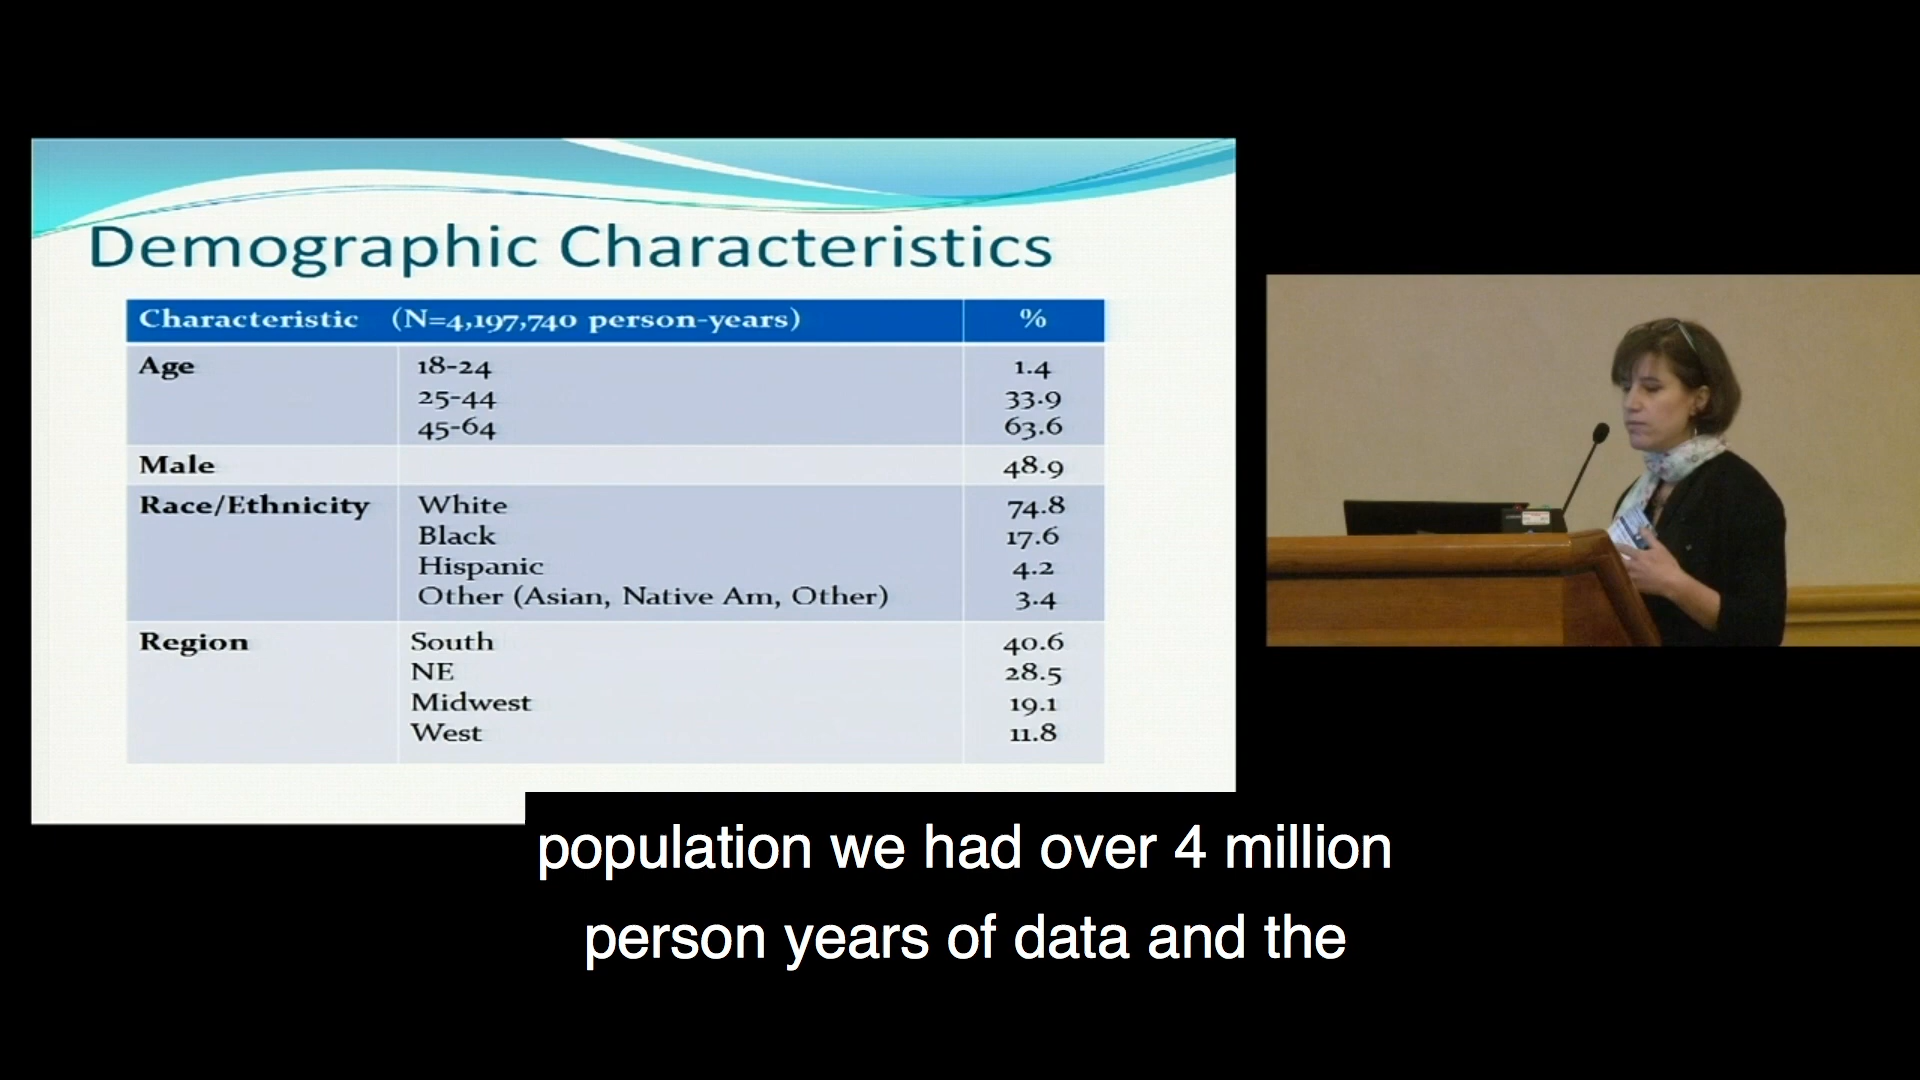 Demographic Characteristics
Characteristic (N=4,197,740 person-years) %
Age 18-24 1.4
25-44 33.9
45-64 63.6
Male 48.9
Race/Ethnicity White 74.8
Black 17.6
Hispanic 4.2
Other (Asian, Native Am, Other) 3.4
Region South 40.6
NE 28.5
Midwest 19.1
West 11.8
population we had over 4 million
person years of data and the